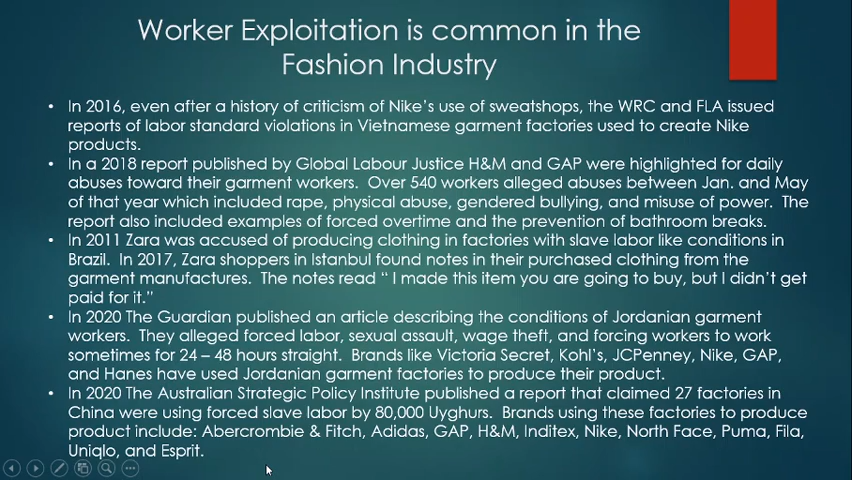 Worker Exploitation is common in the
Fashion Industry
• In 2016, even after a history of criticism of Nike's use of sweatshops, the WRC and FLA issued
reports of labor standard violations in Vietnamese garment factories used to create Nike
products.
• In a 2018 report published by Global Labour Justice H&M and GAP were highlighted for daily
abuses toward their garment workers.  Over 540 workers alleged abuses between Jan. and May
of that year which included rape, physical abuse, gendered bullying, and misuse of power.  The
report also included examples of forced overtime and the prevention of bathroom breaks.
• In 2011 Zara was accused of producing clothing in factories with slave labor like conditions in
Brazil.  In 2017, Zara shoppers in Istanbul found notes in their purchased clothing from the
garment manufactures.  The notes read " I made this item you are going to buy, but I didn't get
paid for it."
• In 2020 The Guardian published an article describing the conditions of Jordanian garment
workers.  They alleged forced labor, sexual assault, wage theft, and forcing workers to work
sometimes for 24 – 48 hours straight.  Brands like Victoria Secret, Kohl's, JCPenney, Nike, GAP,
and Hanes have used Jordanian garment factories to produce their product.
• In 2020 The Australian Strategic Policy Institute published a report that claimed 27 factories in
China were using forced slave labor by 80,000 Uyghurs.  Brands using these factories to produce
product include: Abercrombie & Fitch, Adidas, GAP, H&M, Inditex, Nike, North Face, Puma, Fila,
Uniqlo, and Esprit.